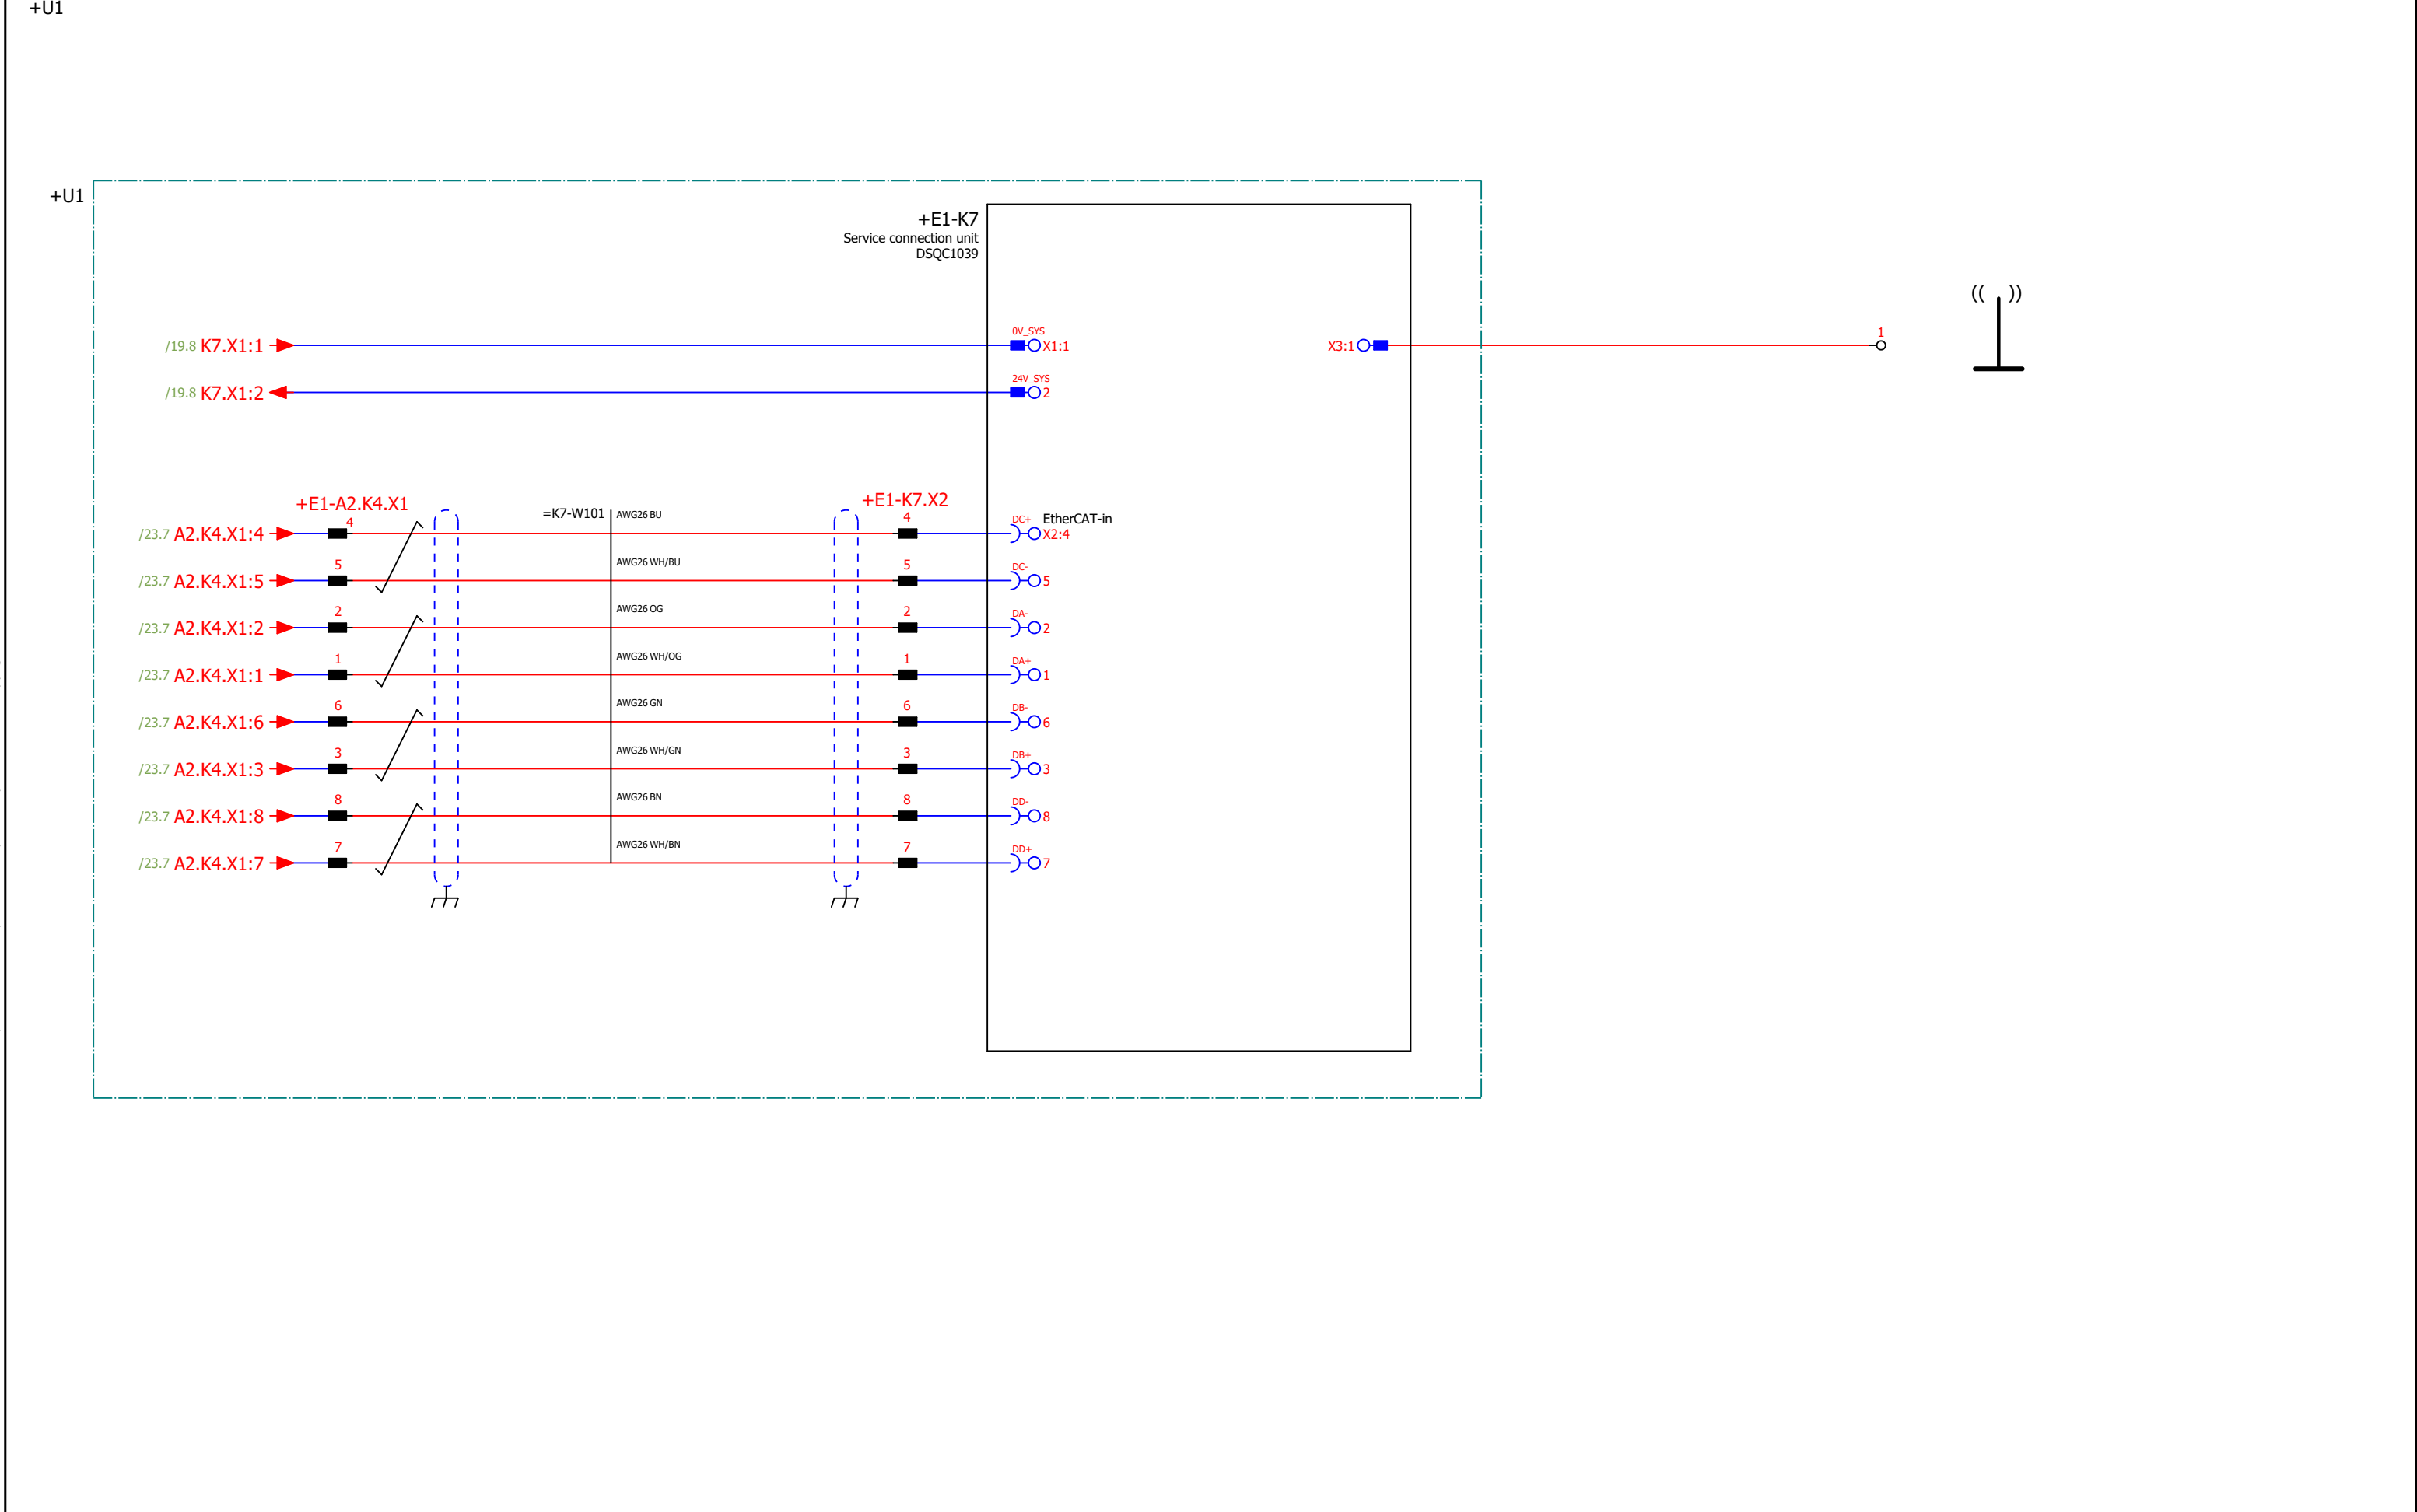 +U1
+U1
+E1-K7
Service connection unit
DSQC1039
/19.8 K7.X1:1
0V_SYS
X1:1
X3:1
1
(( ))
/19.8 K7.X1:2
24V_SYS
2
+E1-A2.K4.X1
=K7-W101
+E1-K7.X2
/23.7 A2.K4.X1:4
4
AWG26 BU
4
DC+
EtherCAT-in
X2:4
/23.7 A2.K4.X1:5
5
AWG26 WH/BU
5
DC-
5
/23.7 A2.K4.X1:2
2
AWG26 OG
2
DA-
2
/23.7 A2.K4.X1:1
1
AWG26 WH/OG
1
DA+
1
/23.7 A2.K4.X1:6
6
AWG26 GN
6
DB-
6
/23.7 A2.K4.X1:3
3
AWG26 WH/GN
3
DB+
3
/23.7 A2.K4.X1:8
8
AWG26 BN
8
DD-
8
/23.7 A2.K4.X1:7
7
AWG26 WH/BN
7
DD+
7